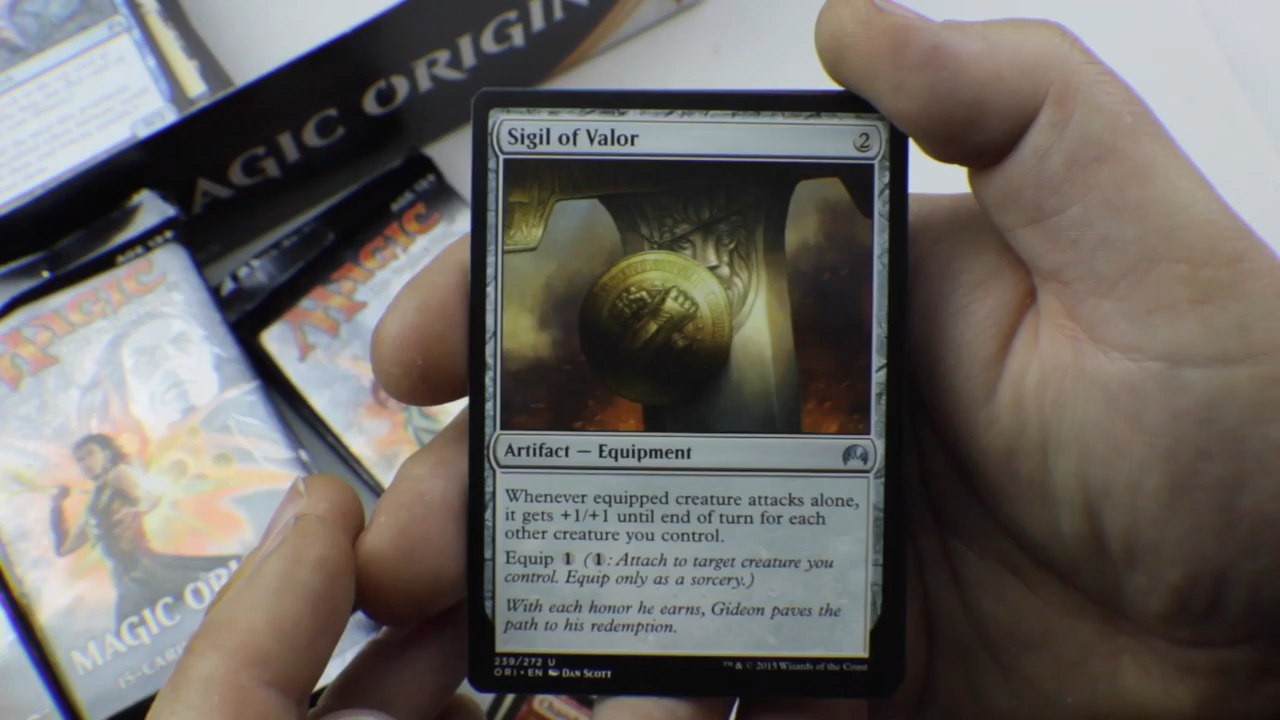 MAGIC ORIGIN
MAGIC
MAGIC
MAGIC ORI
15-CAR
Sigil of Valor 2
Artifact — Equipment
Whenever equipped creature attacks alone,
it gets +1/+1 until end of turn for each
other creature you control.
Equip 1 (1: Attach to target creature you
control. Equip only as a sorcery.)
With each honor he earns, Gideon paves the
path to his redemption.
239/272 U
ORI • EN DAN SCOTT
™ & © 2015 Wizards of the Coast